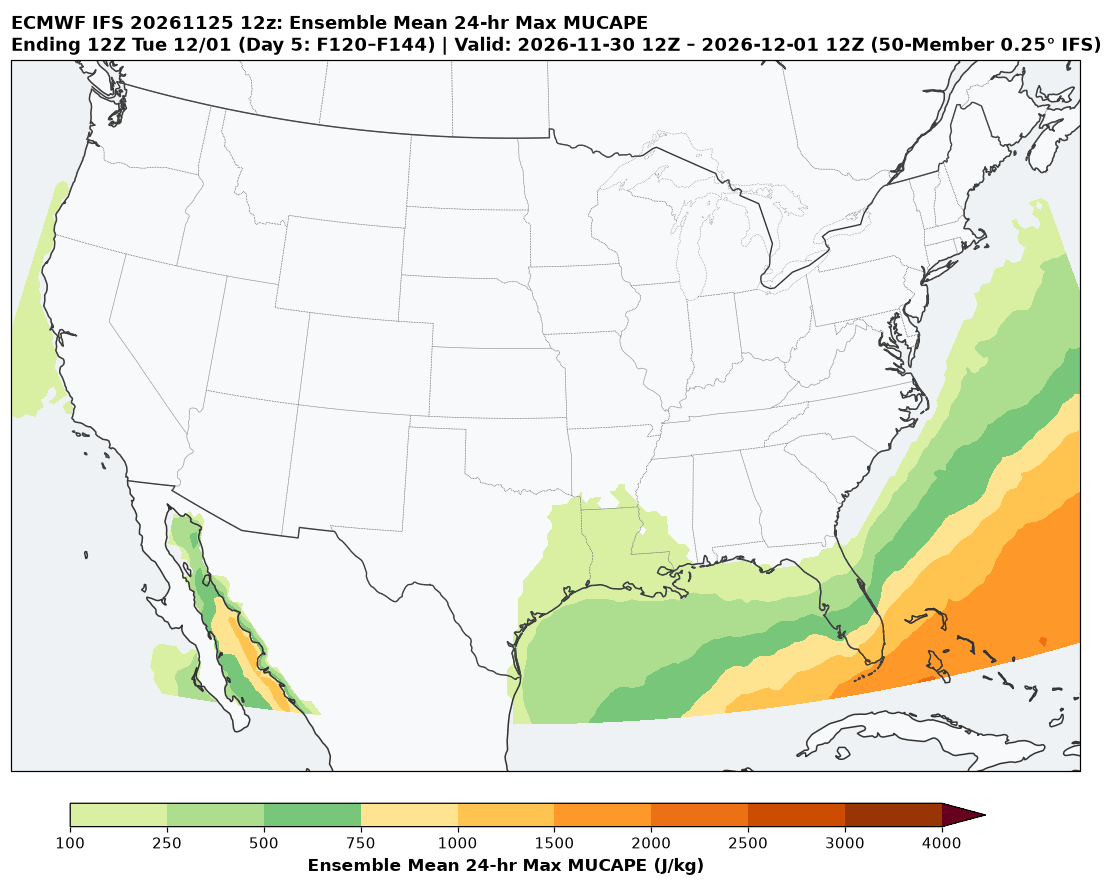 ECMWF IFS 20261125 12z: Ensemble Mean 24-hr Max MUCAPE
Ending 12Z Tue 12/01 (Day 5: F120–F144) | Valid: 2026-11-30 12Z – 2026-12-01 12Z (50-Member 0.25° IFS)
100 250 500 750 1000 1500 2000 2500 3000 4000
Ensemble Mean 24-hr Max MUCAPE (J/kg)